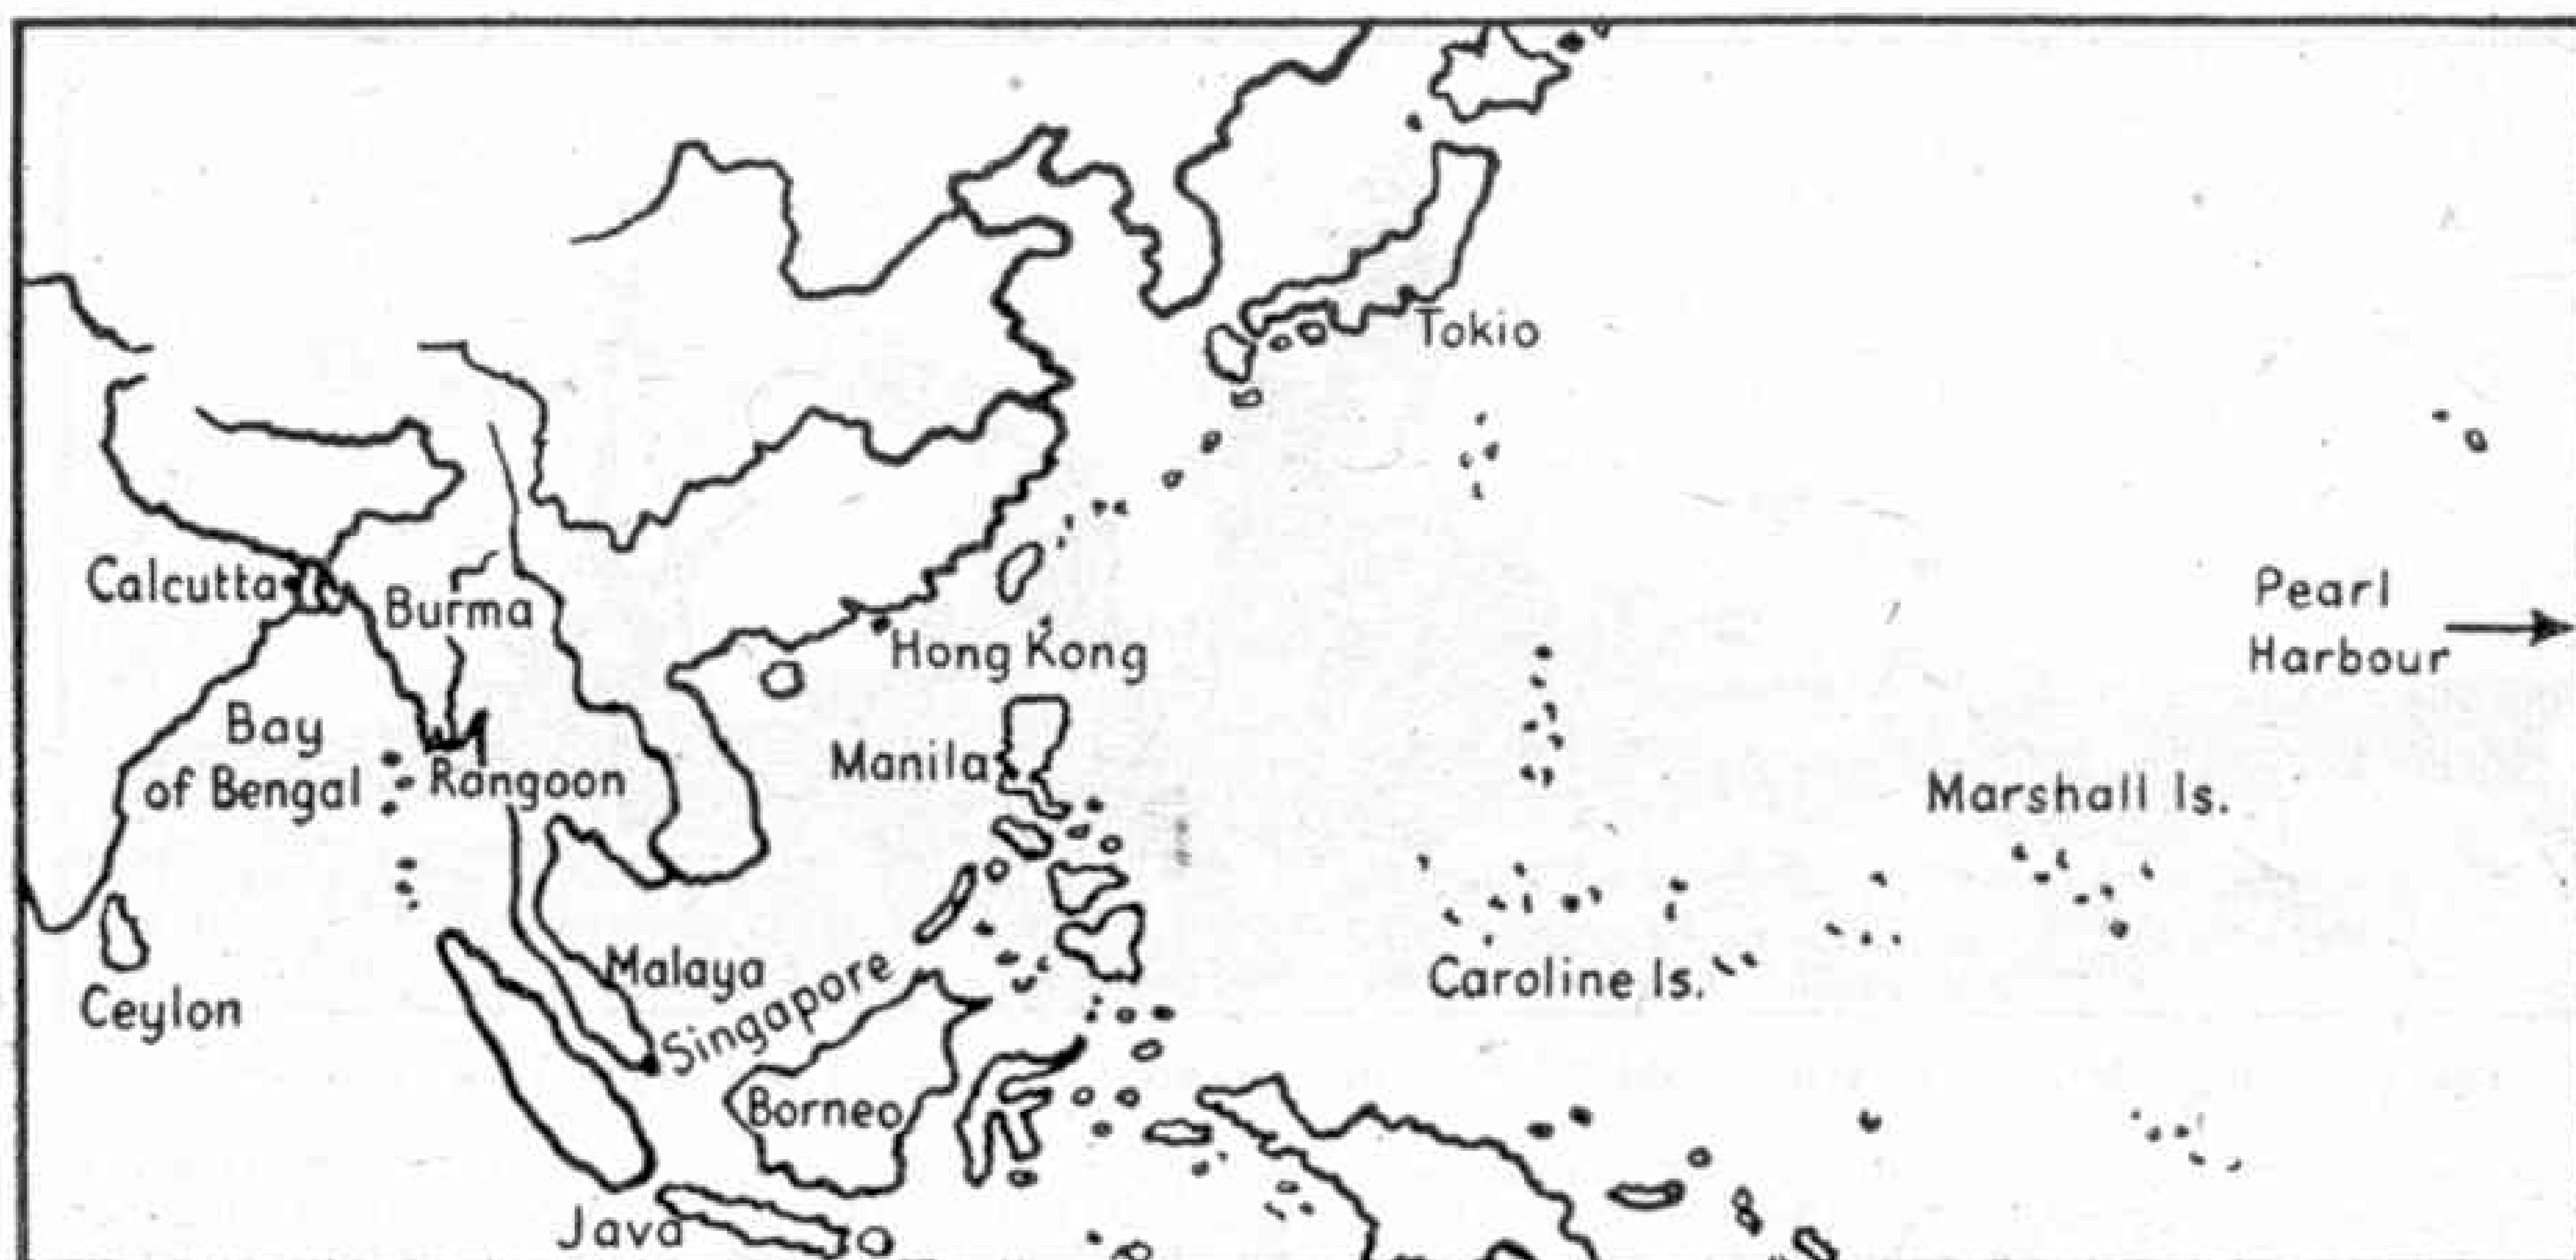 Tokio
Calcutta
Burma
Pearl
Harbour
Hong Kong
Bay
of Bengal
Manila
Rangoon
Marshall Is.
Malaya
Singapore
Caroline Is.
Ceylon
Borneo
Java